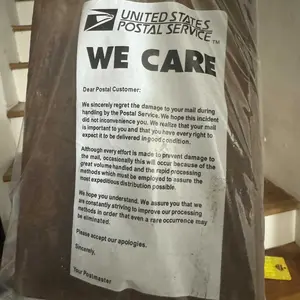 UNITED STATES
POSTAL SERVICE™
WE CARE
Dear Postal Customer:
We sincerely regret the damage to your mail during
handling by the Postal Service. We hope this incident
did not inconvenience you. We realize that your mail
is important to you and that you have every right to
expect it to be delivered in good condition.
Although every effort is made to prevent damage to
the mail, occasionally this will occur because of the
great volume handled and the rapid processing
methods which must be employed to assure the
most expeditious distribution possible.
We hope you understand. We assure you that we
are constantly striving to improve our processing
methods in order that even a rare occurrence may
be eliminated.
Please accept our apologies.
Sincerely,
Your Postmaster